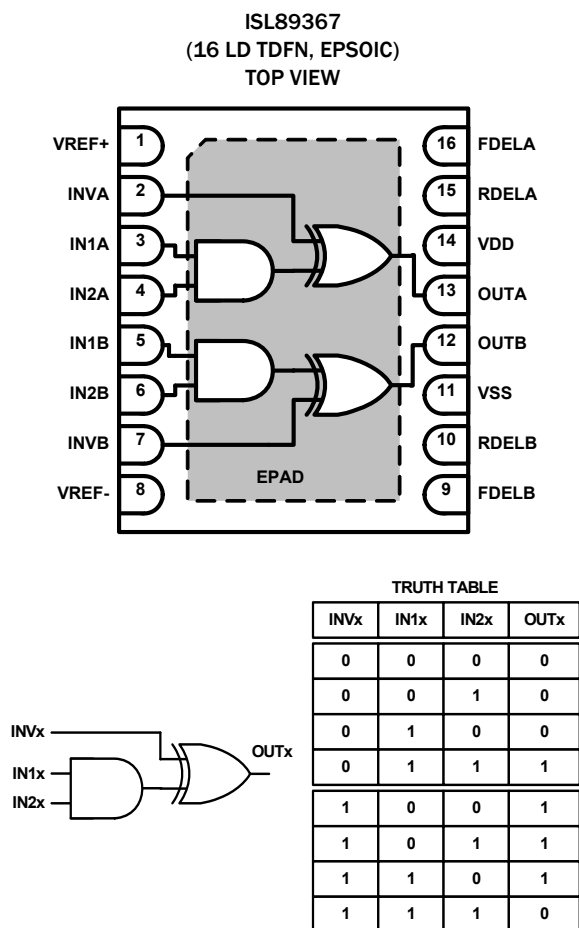 ISL89367
(16 LD TDFN, EPSOIC)
TOP VIEW
VREF+ 1 16 FDELA
INVA 2 15 RDELA
IN1A 3 14 VDD
IN2A 4 13 OUTA
IN1B 5 12 OUTB
IN2B 6 11 VSS
INVB 7 10 RDELB
VREF- 8 9 FDELB
EPAD
TRUTH TABLE
INVx IN1x IN2x OUTx
0 0 0 0
0 0 1 0
0 1 0 0
0 1 1 1
1 0 0 1
1 0 1 1
1 1 0 1
1 1 1 0
INVx
OUTx
IN1x
IN2x